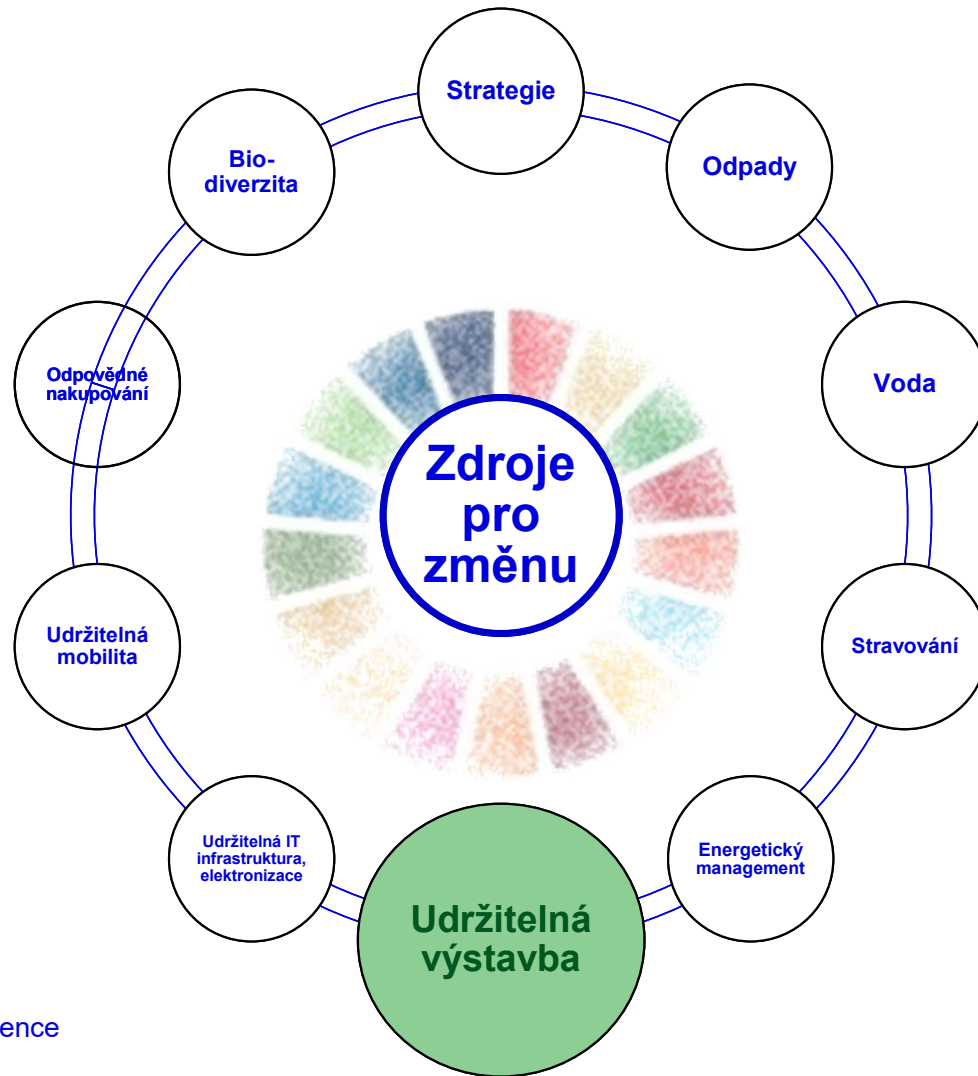 Strategie
Bio-
diverzita
Odpady
Odpovědné
nakupování
Voda
Zdroje
pro
změnu
Udržitelná
mobilita
Stravování
Udržitelná IT
infrastruktura,
elektronizace
Energetický
management
Udržitelná
výstavba
ence